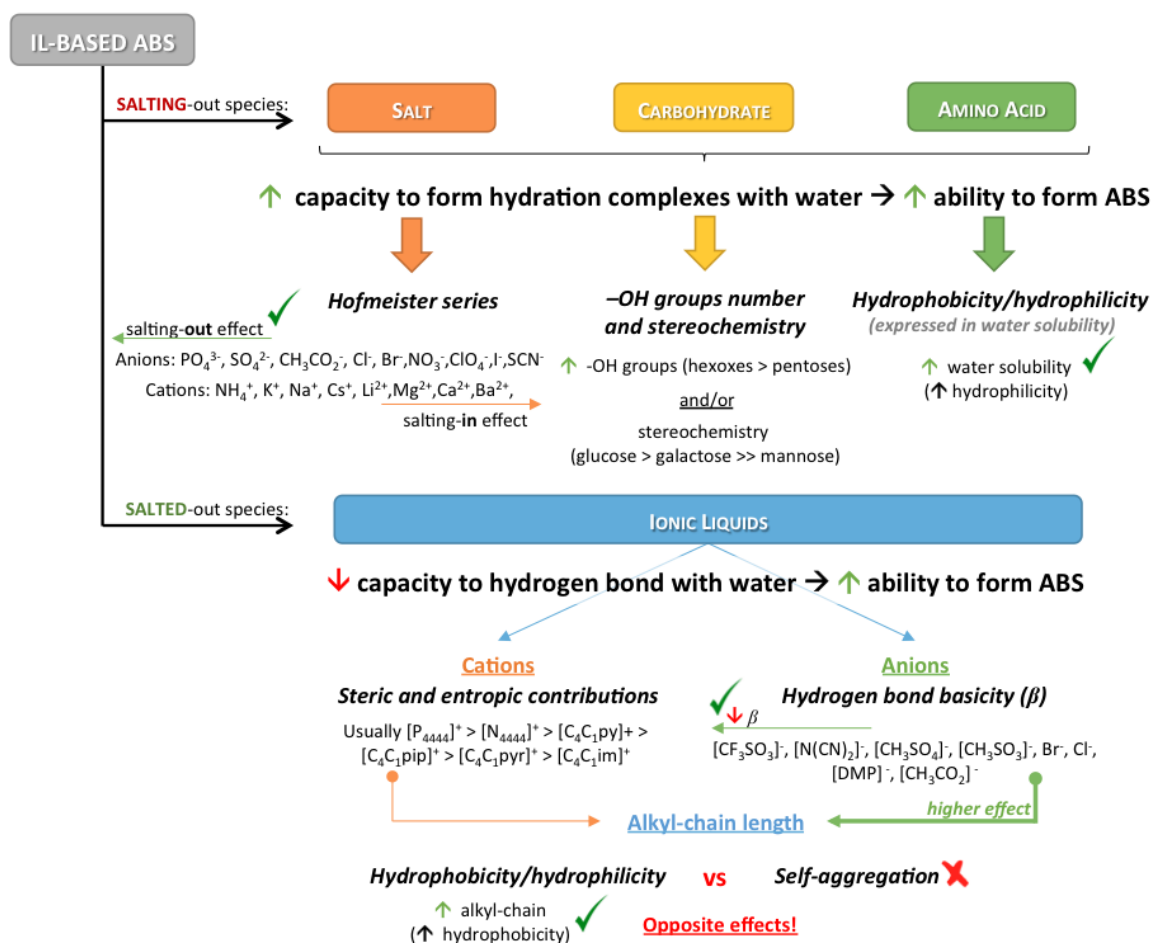 IL-BASED ABS
SALTING-out species:
SALT
CARBOHYDRATE
AMINO ACID
↑ capacity to form hydration complexes with water → ↑ ability to form ABS
Hofmeister series
salting-out effect
Anions: PO₄³⁻, SO₄²⁻, CH₃CO₂⁻, Cl⁻, Br⁻,NO₃⁻,ClO₄⁻,I⁻,SCN⁻
Cations: NH₄⁺, K⁺, Na⁺, Cs⁺, Li²⁺,Mg²⁺,Ca²⁺,Ba²⁺,
salting-in effect
–OH groups number
and stereochemistry
↑ -OH groups (hexoxes > pentoses)
and/or
stereochemistry
(glucose > galactose >> mannose)
Hydrophobicity/hydrophilicity
(expressed in water solubility)
↑ water solubility
(↑ hydrophilicity)
SALTED-out species:
IONIC LIQUIDS
↓ capacity to hydrogen bond with water → ↑ ability to form ABS
Cations
Steric and entropic contributions
Usually [P₄₄₄₄]⁺ > [N₄₄₄₄]⁺ > [C₄C₁py]+ >
[C₄C₁pip]⁺ > [C₄C₁pyr]⁺ > [C₄C₁im]⁺
Anions
Hydrogen bond basicity (β)
↓ β
[CF₃SO₃]⁻, [N(CN)₂]⁻, [CH₃SO₄]⁻, [CH₃SO₃]⁻, Br⁻, Cl⁻,
[DMP]⁻, [CH₃CO₂]⁻
higher effect
Alkyl-chain length
Hydrophobicity/hydrophilicity vs Self-aggregation
↑ alkyl-chain
(↑ hydrophobicity)
Opposite effects!